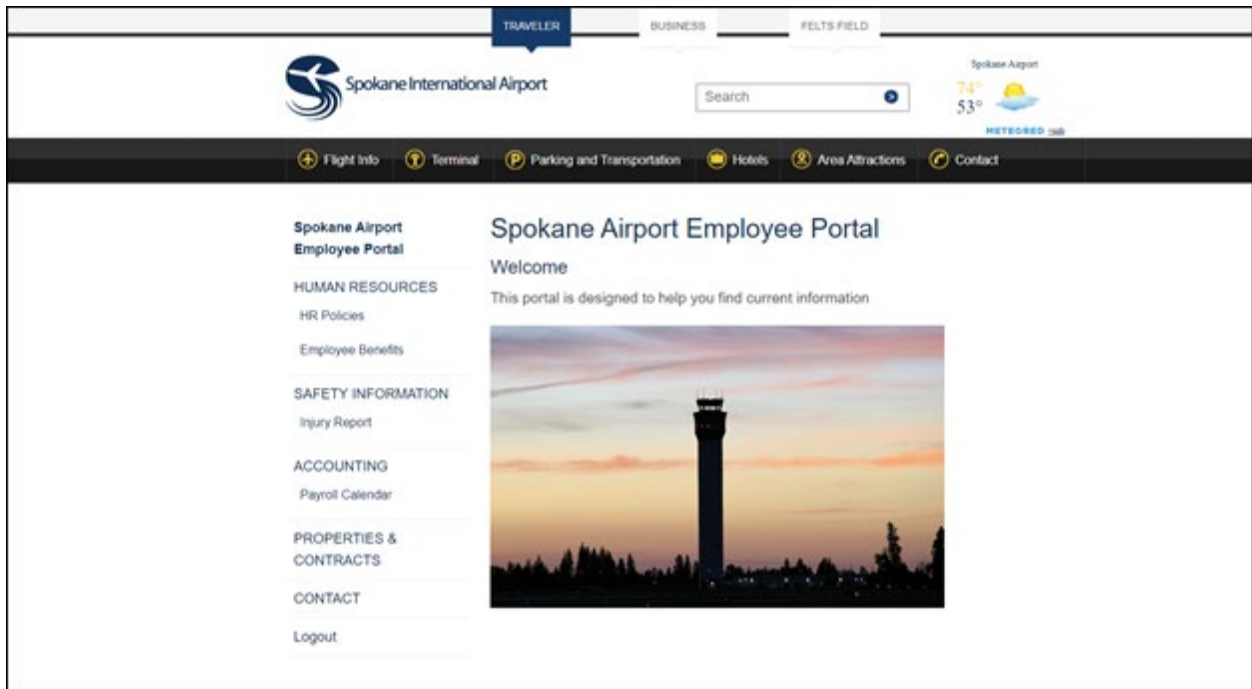 TRAVELER
BUSINESS
FELTS FIELD
Spokane International Airport
Search
Spokane Airport
74°
53°
METEORED
Flight Info
Terminal
Parking and Transportation
Hotels
Area Attractions
Contact
Spokane Airport
Employee Portal
HUMAN RESOURCES
HR Policies
Employee Benefits
SAFETY INFORMATION
Injury Report
ACCOUNTING
Payroll Calendar
PROPERTIES &
CONTRACTS
CONTACT
Logout
Spokane Airport Employee Portal
Welcome
This portal is designed to help you find current information